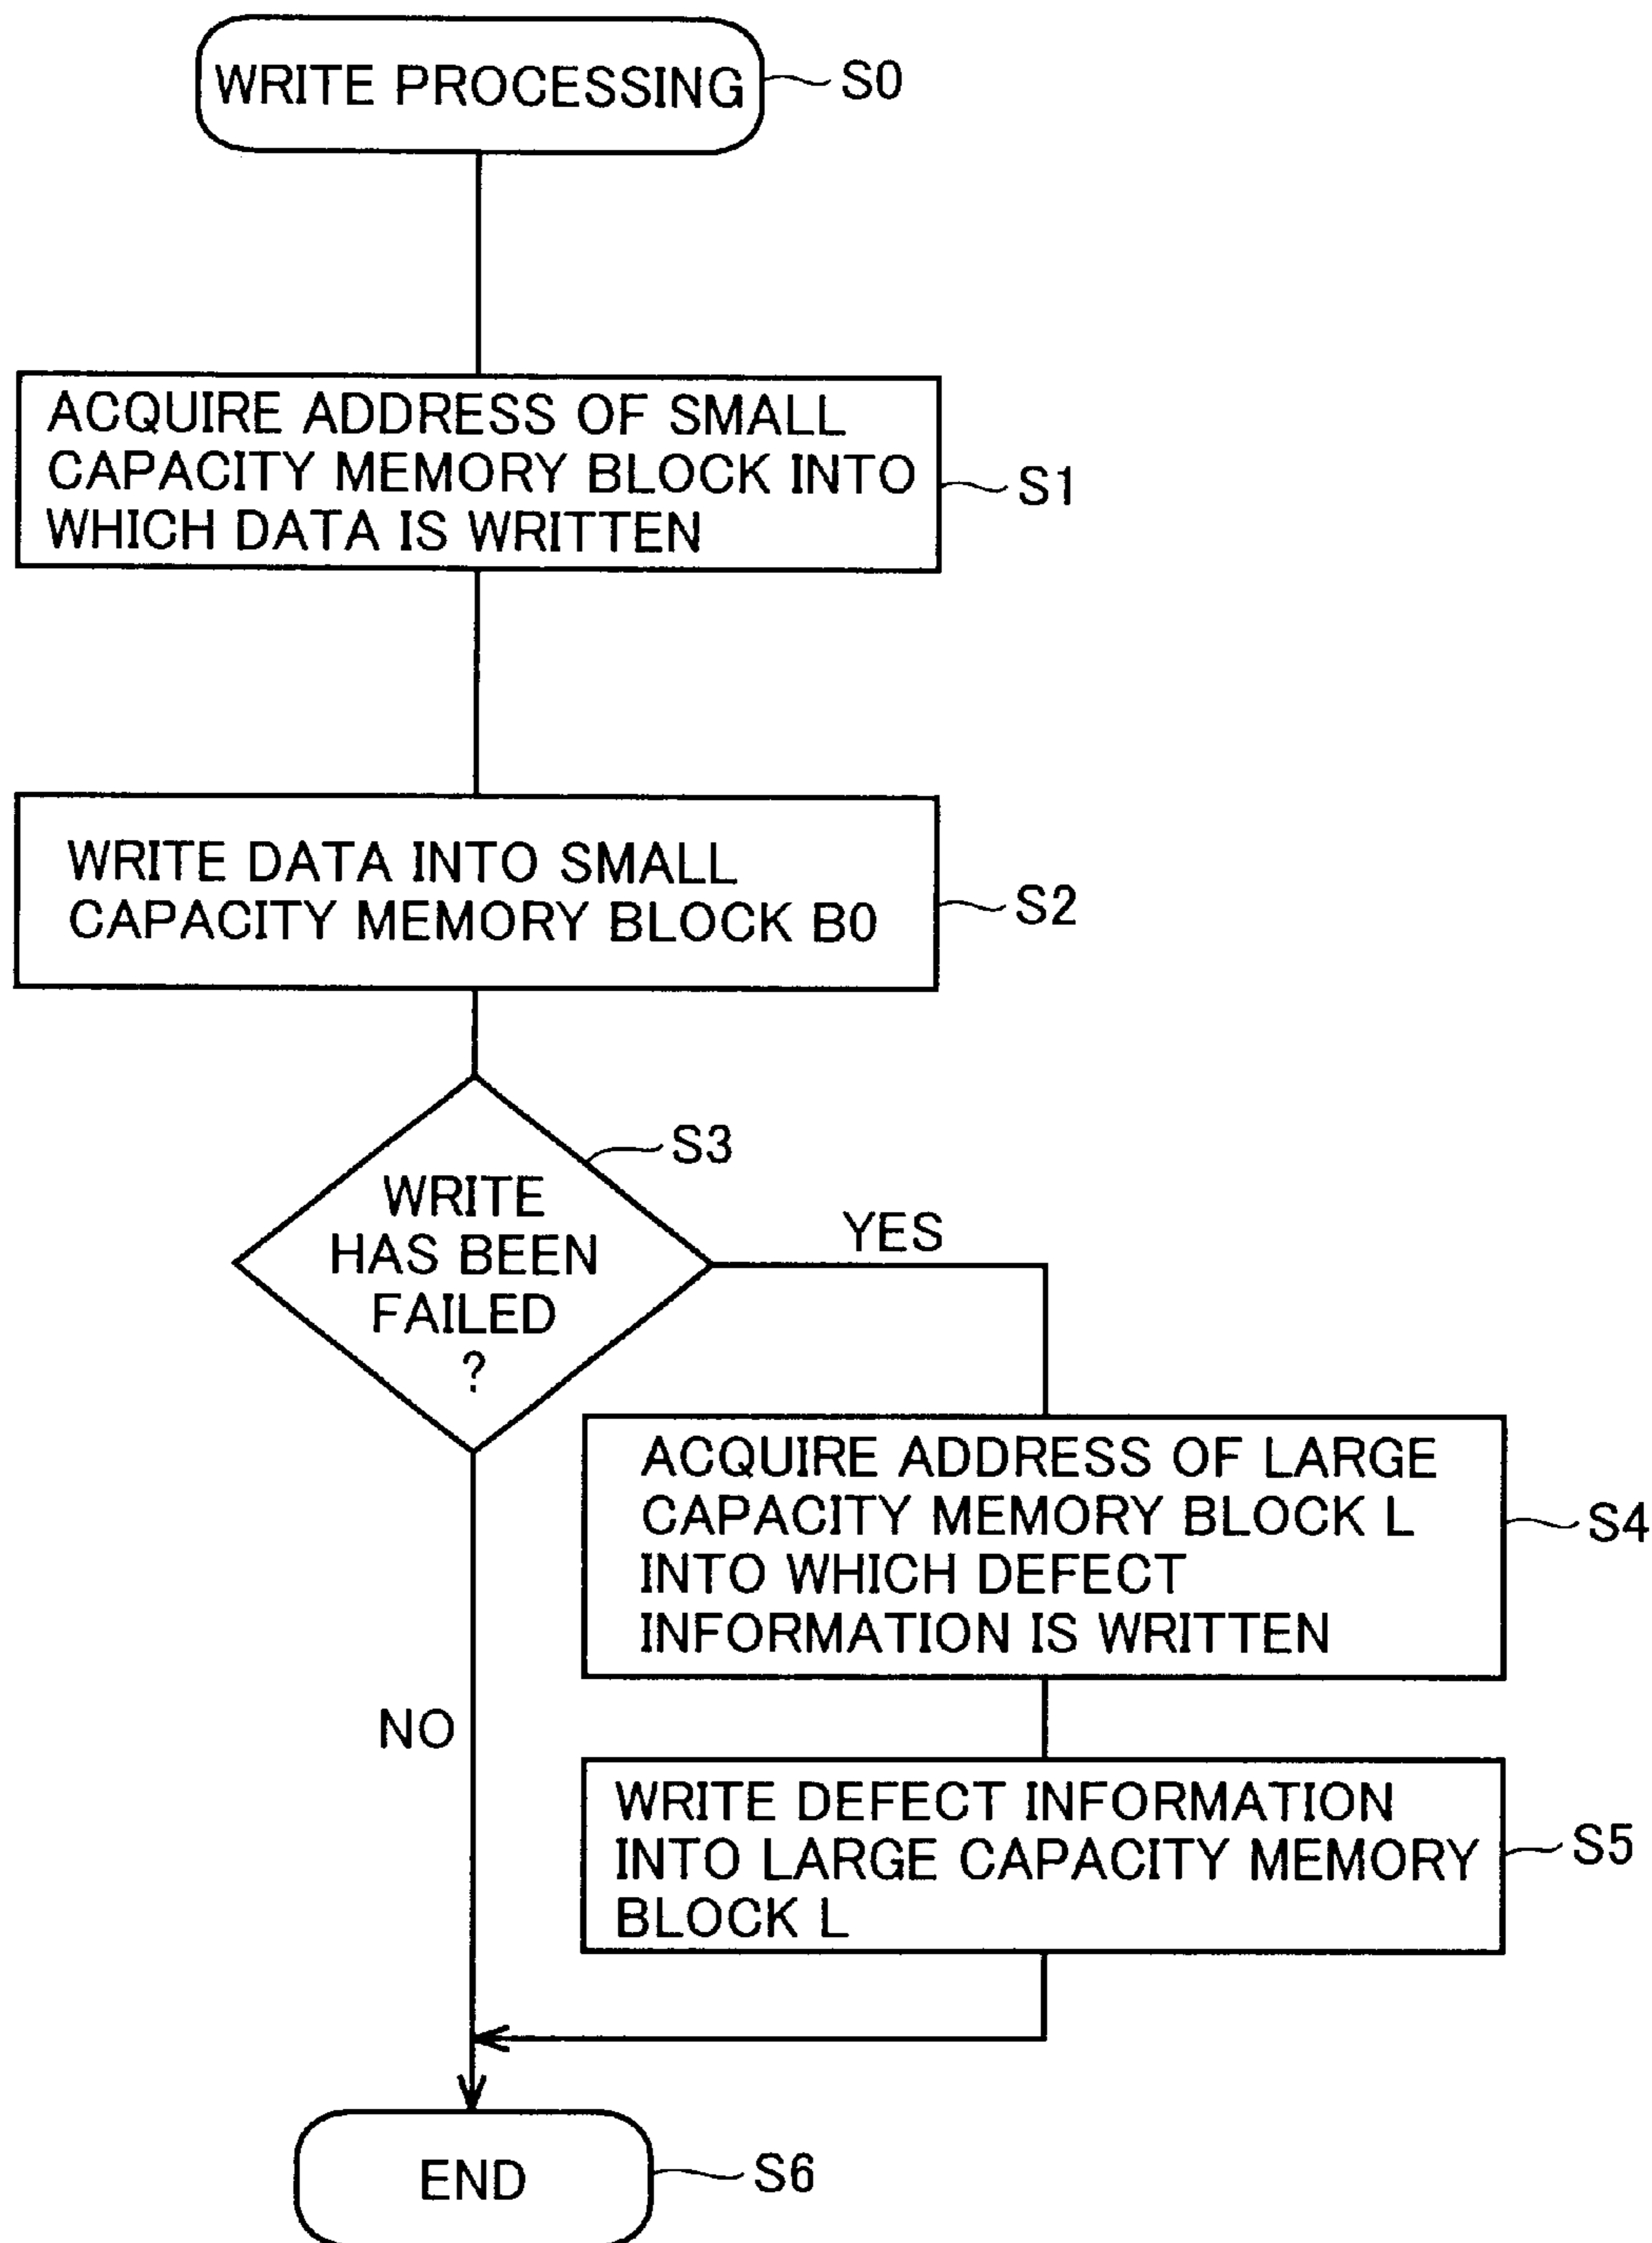 WRITE PROCESSING
S0
ACQUIRE ADDRESS OF SMALL
CAPACITY MEMORY BLOCK INTO
WHICH DATA IS WRITTEN
S1
WRITE DATA INTO SMALL
CAPACITY MEMORY BLOCK B0
S2
S3
WRITE
HAS BEEN
FAILED
?
YES
ACQUIRE ADDRESS OF LARGE
CAPACITY MEMORY BLOCK L
INTO WHICH DEFECT
INFORMATION IS WRITTEN
S4
NO
WRITE DEFECT INFORMATION
INTO LARGE CAPACITY MEMORY
BLOCK L
S5
END
S6